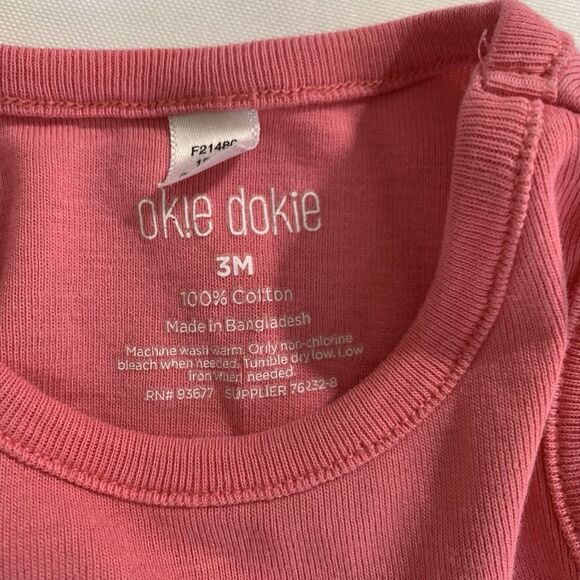 F2148C
ok!e dokie
3M
100% Cotton
Made in Bangladesh
Machine wash warm. Only non-chlorine
bleach when needed. Tumble dry low. Low
iron when needed.
RN# 93677 SUPPLIER 76232-8